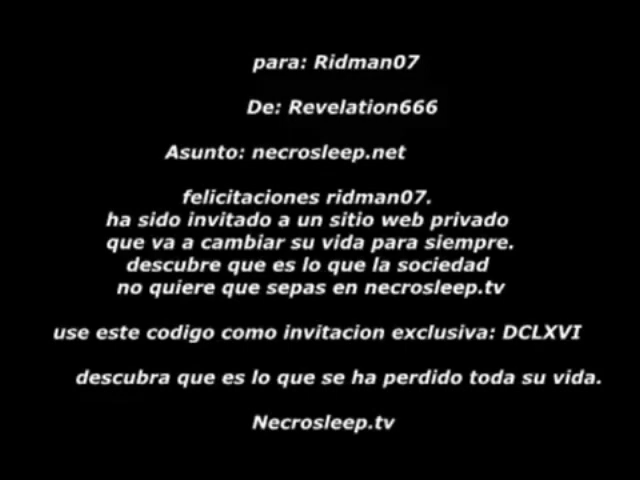 para: Ridman07
De: Revelation666
Asunto: necrosleep.net
felicitaciones ridman07.
ha sido invitado a un sitio web privado
que va a cambiar su vida para siempre.
descubre que es lo que la sociedad
no quiere que sepas en necrosleep.tv
use este codigo como invitacion exclusiva: DCLXVI
descubra que es lo que se ha perdido toda su vida.
Necrosleep.tv